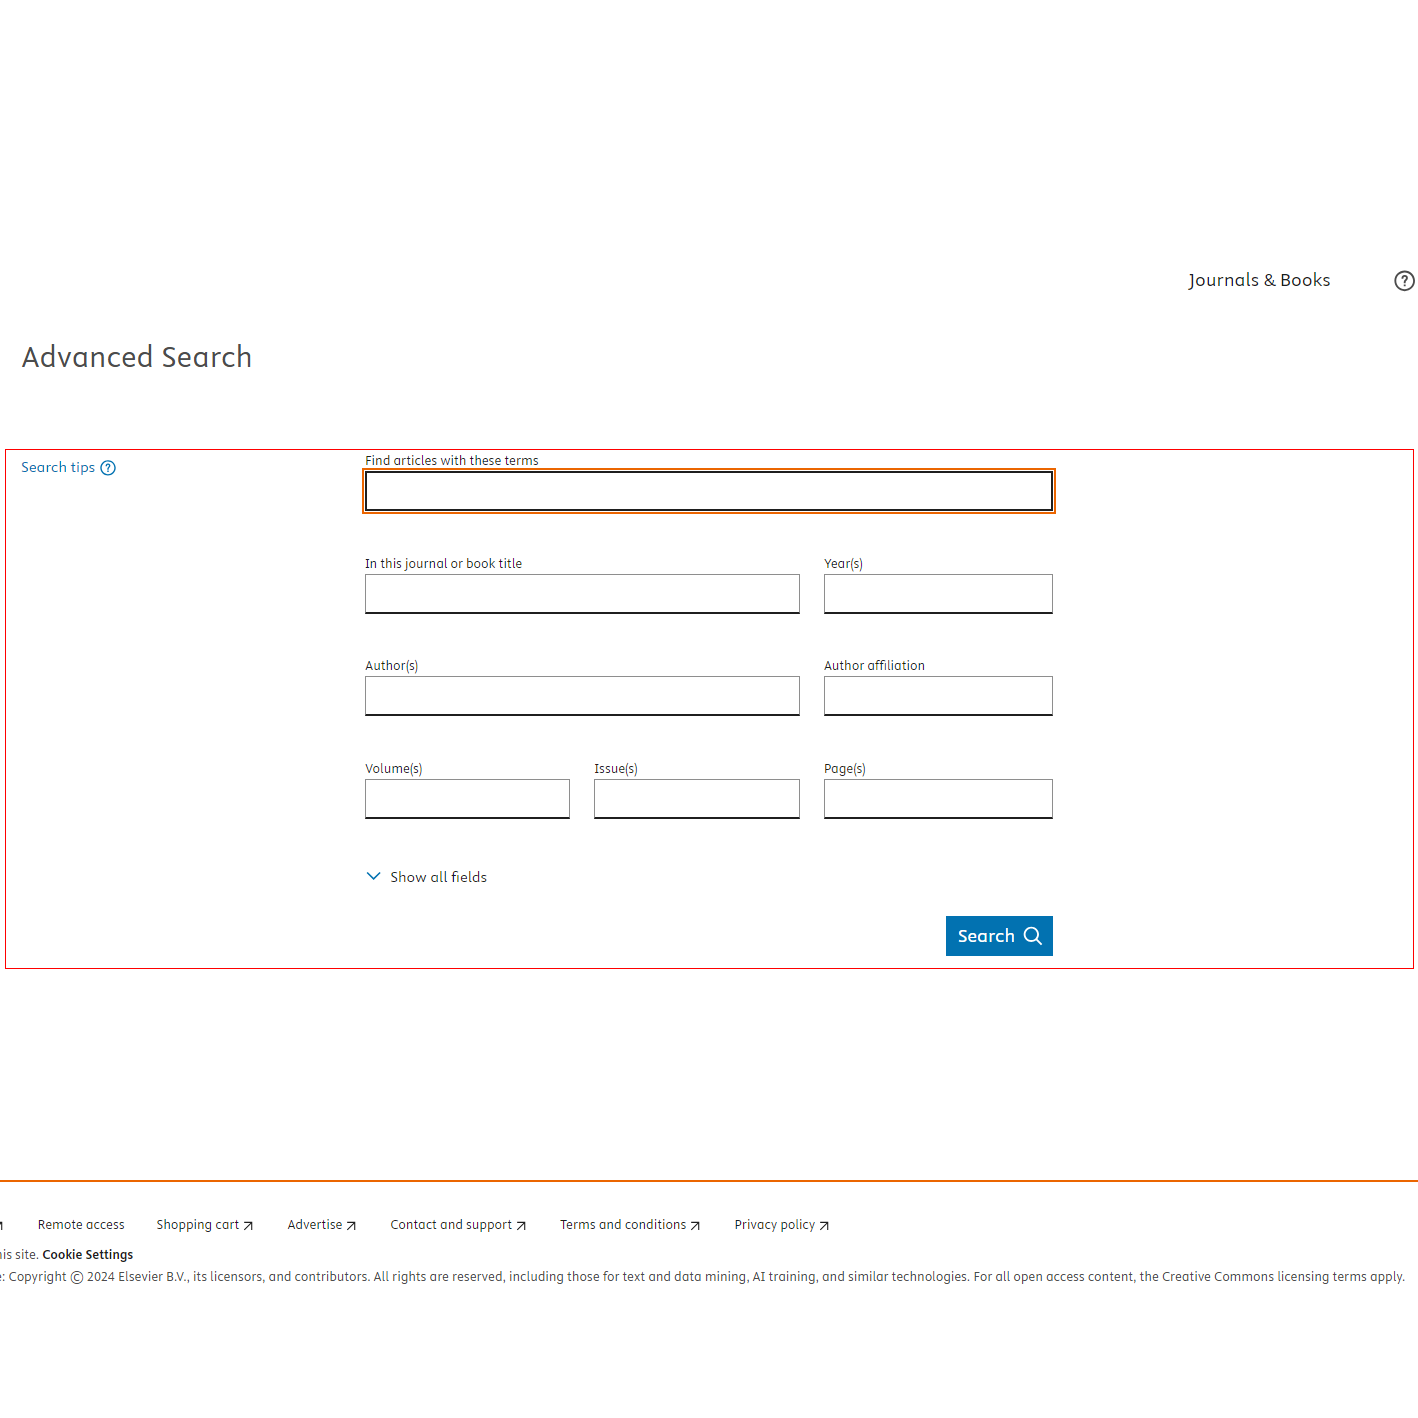 Journals & Books
Advanced Search
Search tips
Find articles with these terms
In this journal or book title
Year(s)
Author(s)
Author affiliation
Volume(s)
Issue(s)
Page(s)
Show all fields
Search
Remote access Shopping cart Advertise Contact and support Terms and conditions Privacy policy
site. Cookie Settings
Copyright © 2024 Elsevier B.V., its licensors, and contributors. All rights are reserved, including those for text and data mining, AI training, and similar technologies. For all open access content, the Creative Commons licensing terms apply.